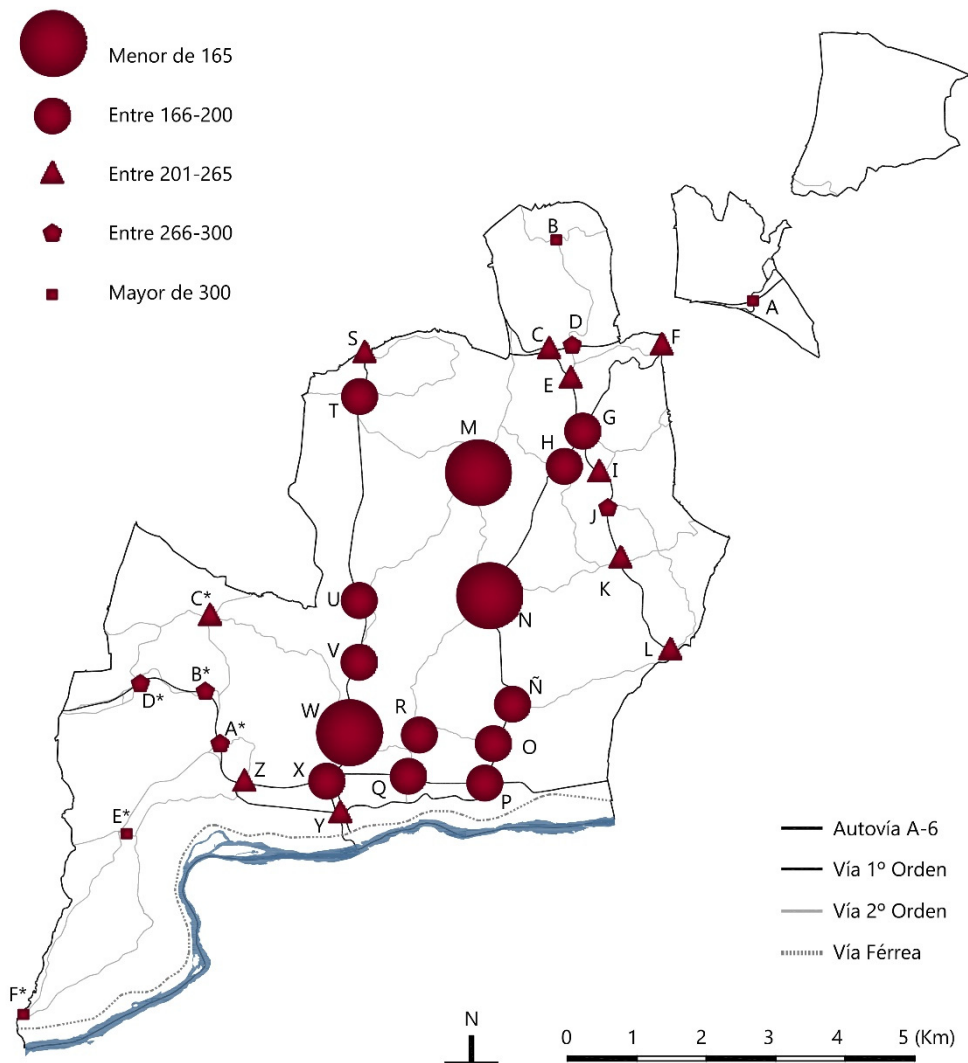 Menor de 165
Entre 166-200
Entre 201-265
Entre 266-300
Mayor de 300
B
A
S
C
D
F
E
T
G
M
H
I
J
K
C*
U
N
V
L
B*
D*
Ñ
W
R
A*
O
Z
X
Q
P
Y
E*
Autovía A-6
Vía 1º Orden
Vía 2º Orden
Vía Férrea
F*
N
0 1 2 3 4 5 (Km)